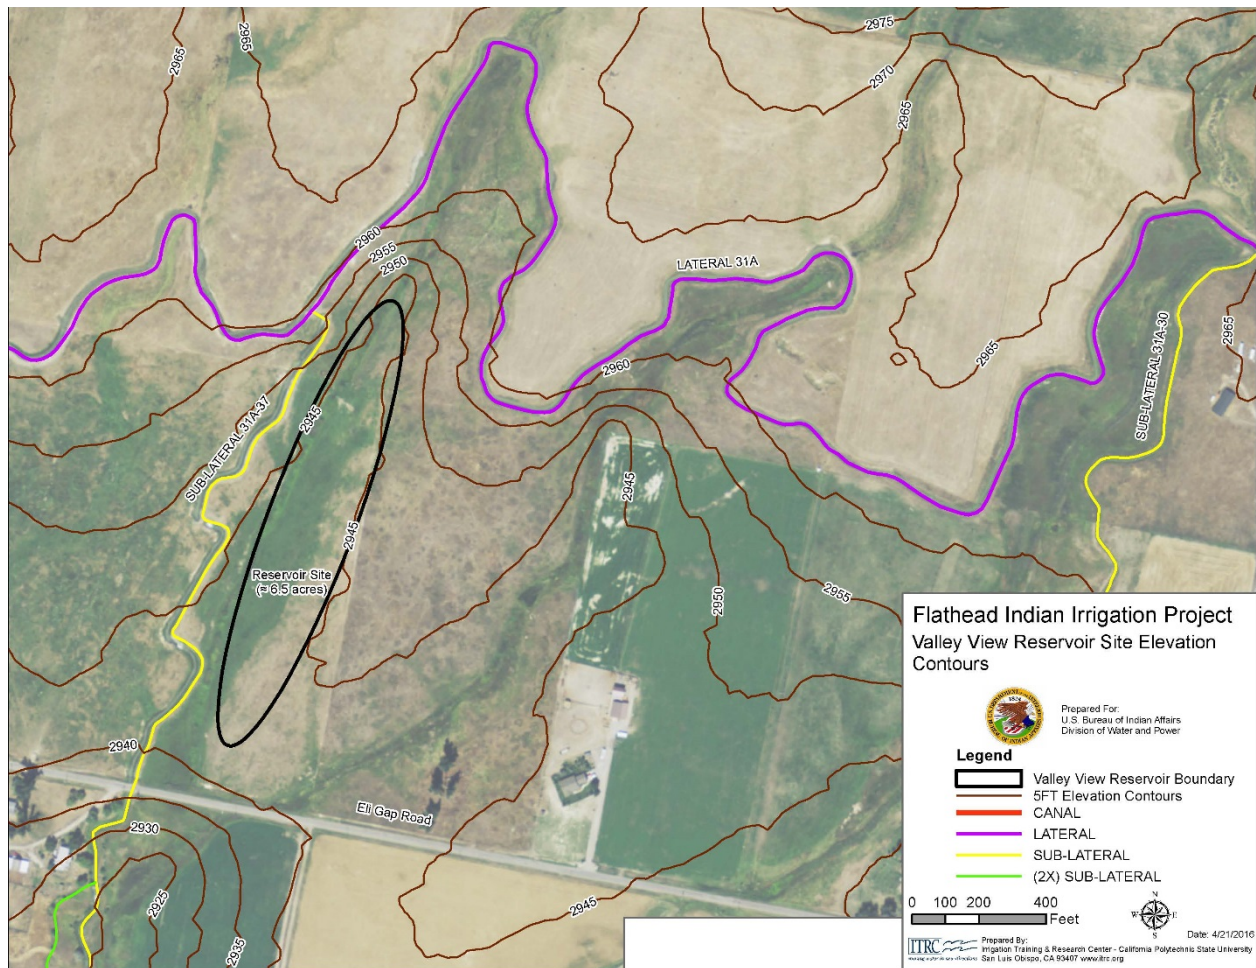 2965
2965
2975
2970
2965
2960
2955
2950
LATERAL 31A
2960
2965
2965
SUB-LATERAL 31A-30
2945
SUB-LATERAL 31A-37
2945
2945
Reservoir Site
(≈ 6.5 acres)
2950
2955
2940
Eli Gap Road
2930
2925
2935
2945
Flathead Indian Irrigation Project
Valley View Reservoir Site Elevation
Contours
Prepared For:
U.S. Bureau of Indian Affairs
Division of Water and Power
Legend
Valley View Reservoir Boundary
5FT Elevation Contours
CANAL
LATERAL
SUB-LATERAL
(2X) SUB-LATERAL
0 100 200 400
Feet
N
W E
S
Date: 4/21/2016
ITRC
Prepared By:
Irrigation Training & Research Center - California Polytechnic State University
San Luis Obispo, CA 93407 www.itrc.org